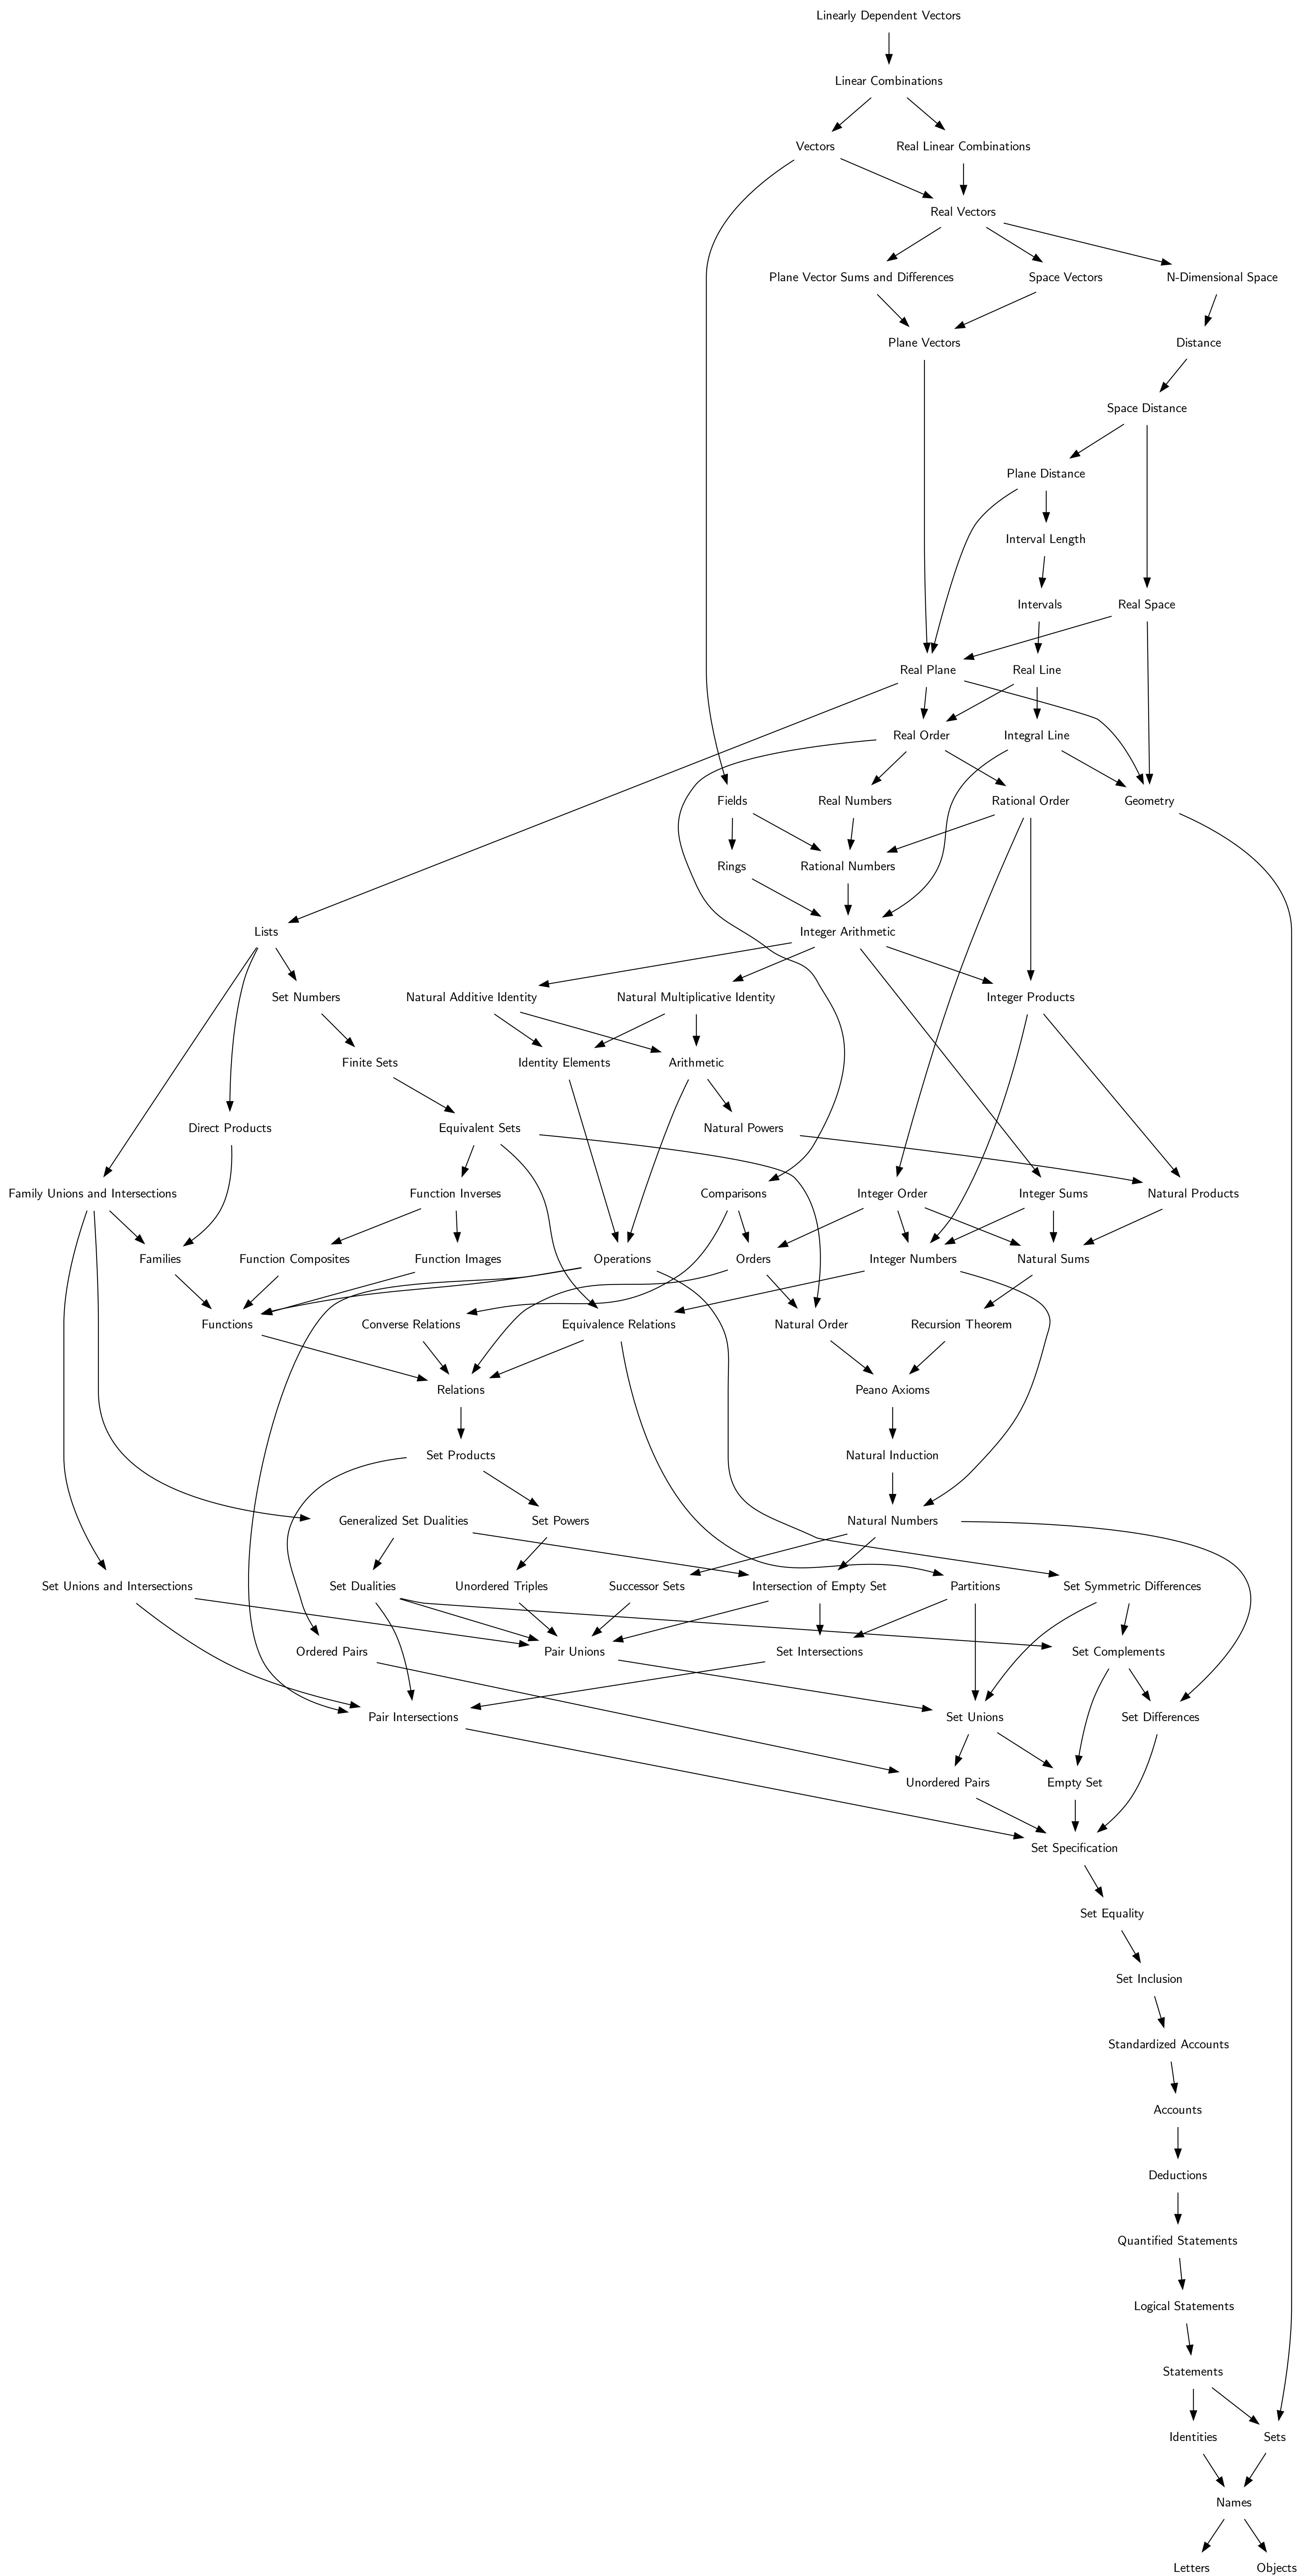 Linearly Dependent Vectors
Linear Combinations
Vectors
Real Linear Combinations
Real Vectors
Plane Vector Sums and Differences
Space Vectors
N-Dimensional Space
Plane Vectors
Distance
Space Distance
Plane Distance
Interval Length
Intervals
Real Space
Real Plane
Real Line
Real Order
Integral Line
Fields
Real Numbers
Rational Order
Geometry
Rings
Rational Numbers
Lists
Integer Arithmetic
Set Numbers
Natural Additive Identity
Natural Multiplicative Identity
Integer Products
Finite Sets
Identity Elements
Arithmetic
Direct Products
Equivalent Sets
Natural Powers
Family Unions and Intersections
Function Inverses
Comparisons
Integer Order
Integer Sums
Natural Products
Families
Function Composites
Function Images
Operations
Orders
Integer Numbers
Natural Sums
Functions
Converse Relations
Equivalence Relations
Natural Order
Recursion Theorem
Relations
Peano Axioms
Set Products
Natural Induction
Generalized Set Dualities
Set Powers
Natural Numbers
Set Unions and Intersections
Set Dualities
Unordered Triples
Successor Sets
Intersection of Empty Set
Partitions
Set Symmetric Differences
Ordered Pairs
Pair Unions
Set Intersections
Set Complements
Pair Intersections
Set Unions
Set Differences
Unordered Pairs
Empty Set
Set Specification
Set Equality
Set Inclusion
Standardized Accounts
Accounts
Deductions
Quantified Statements
Logical Statements
Statements
Identities
Sets
Names
Letters
Objects